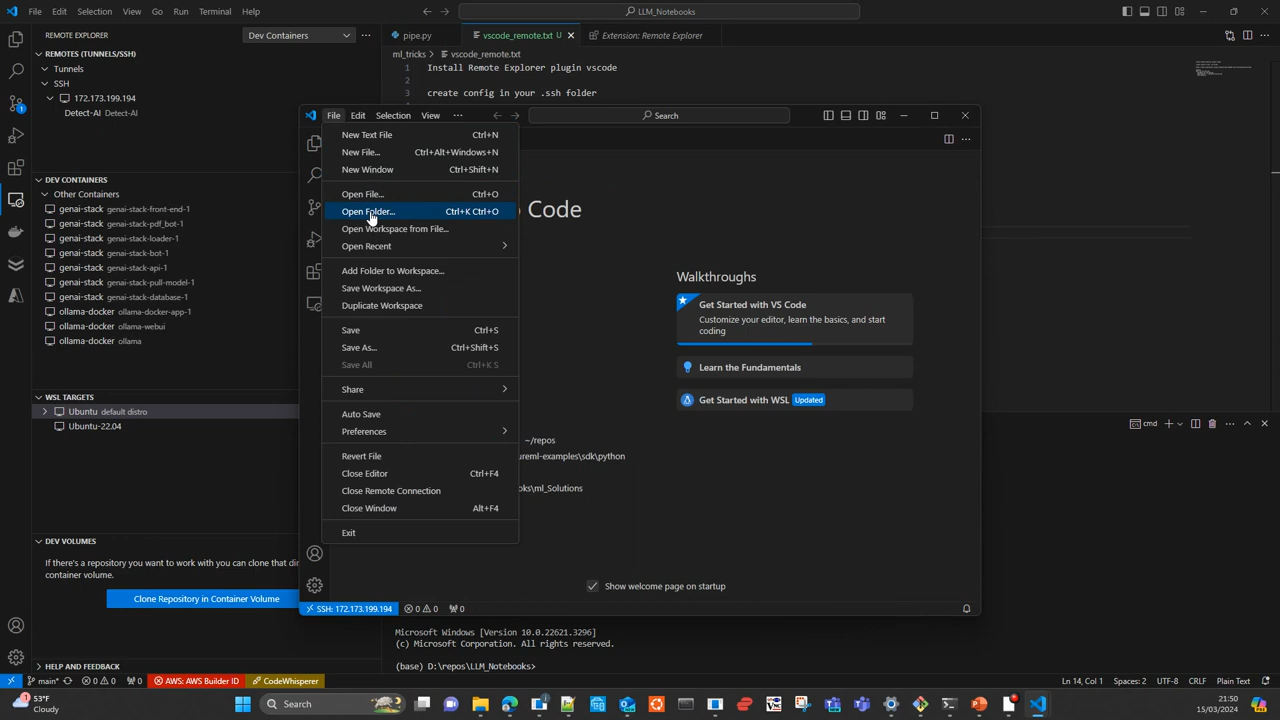 File Edit Selection View Go Run Terminal Help
LLM_Notebooks
REMOTE EXPLORER
Dev Containers
pipe.py
vscode_remote.txt U
Extension: Remote Explorer
REMOTES (TUNNELS/SSH)
Tunnels
SSH
172.173.199.194
Detect-AI Detect-AI
DEV CONTAINERS
Other Containers
genai-stack genai-stack-front-end-1
genai-stack genai-stack-pdf_bot-1
genai-stack genai-stack-loader-1
genai-stack genai-stack-bot-1
genai-stack genai-stack-api-1
genai-stack genai-stack-pull-model-1
genai-stack genai-stack-database-1
ollama-docker ollama-docker-app-1
ollama-docker ollama-webui
ollama-docker ollama
WSL TARGETS
Ubuntu default distro
Ubuntu-22.04
DEV VOLUMES
If there's a repository you want to work with you can clone that di
container volume.
Clone Repository in Container Volume
HELP AND FEEDBACK
ml_tricks > vscode_remote.txt
1 Install Remote Explorer plugin vscode
2
3 create config in your .ssh folder
File Edit Selection View ...
Search
New Text File Ctrl+N
New File... Ctrl+Alt+Windows+N
New Window Ctrl+Shift+N
Open File... Ctrl+O
Open Folder... Ctrl+K Ctrl+O
Open Workspace from File...
Open Recent
Add Folder to Workspace...
Save Workspace As...
Duplicate Workspace
Save Ctrl+S
Save As... Ctrl+Shift+S
Save All Ctrl+K S
Share
Auto Save
Preferences
Revert File
Close Editor Ctrl+F4
Close Remote Connection
Close Window Alt+F4
Exit
Code
Walkthroughs
Get Started with VS Code
Customize your editor, learn the basics, and start
coding
Learn the Fundamentals
Get Started with WSL Updated
~/repos
ureml-examples\sdk\python
oks\ml_Solutions
Show welcome page on startup
SSH: 172.173.199.194 0 0 0
cmd
Microsoft Windows [Version 10.0.22621.3296]
(c) Microsoft Corporation. All rights reserved.
(base) D:\repos\LLM_Notebooks>
main* 0 0 0 AWS: AWS Builder ID CodeWhisperer
Ln 14, Col 1 Spaces: 2 UTF-8 CRLF Plain Text
53°F
Cloudy
Search
21:50
15/03/2024